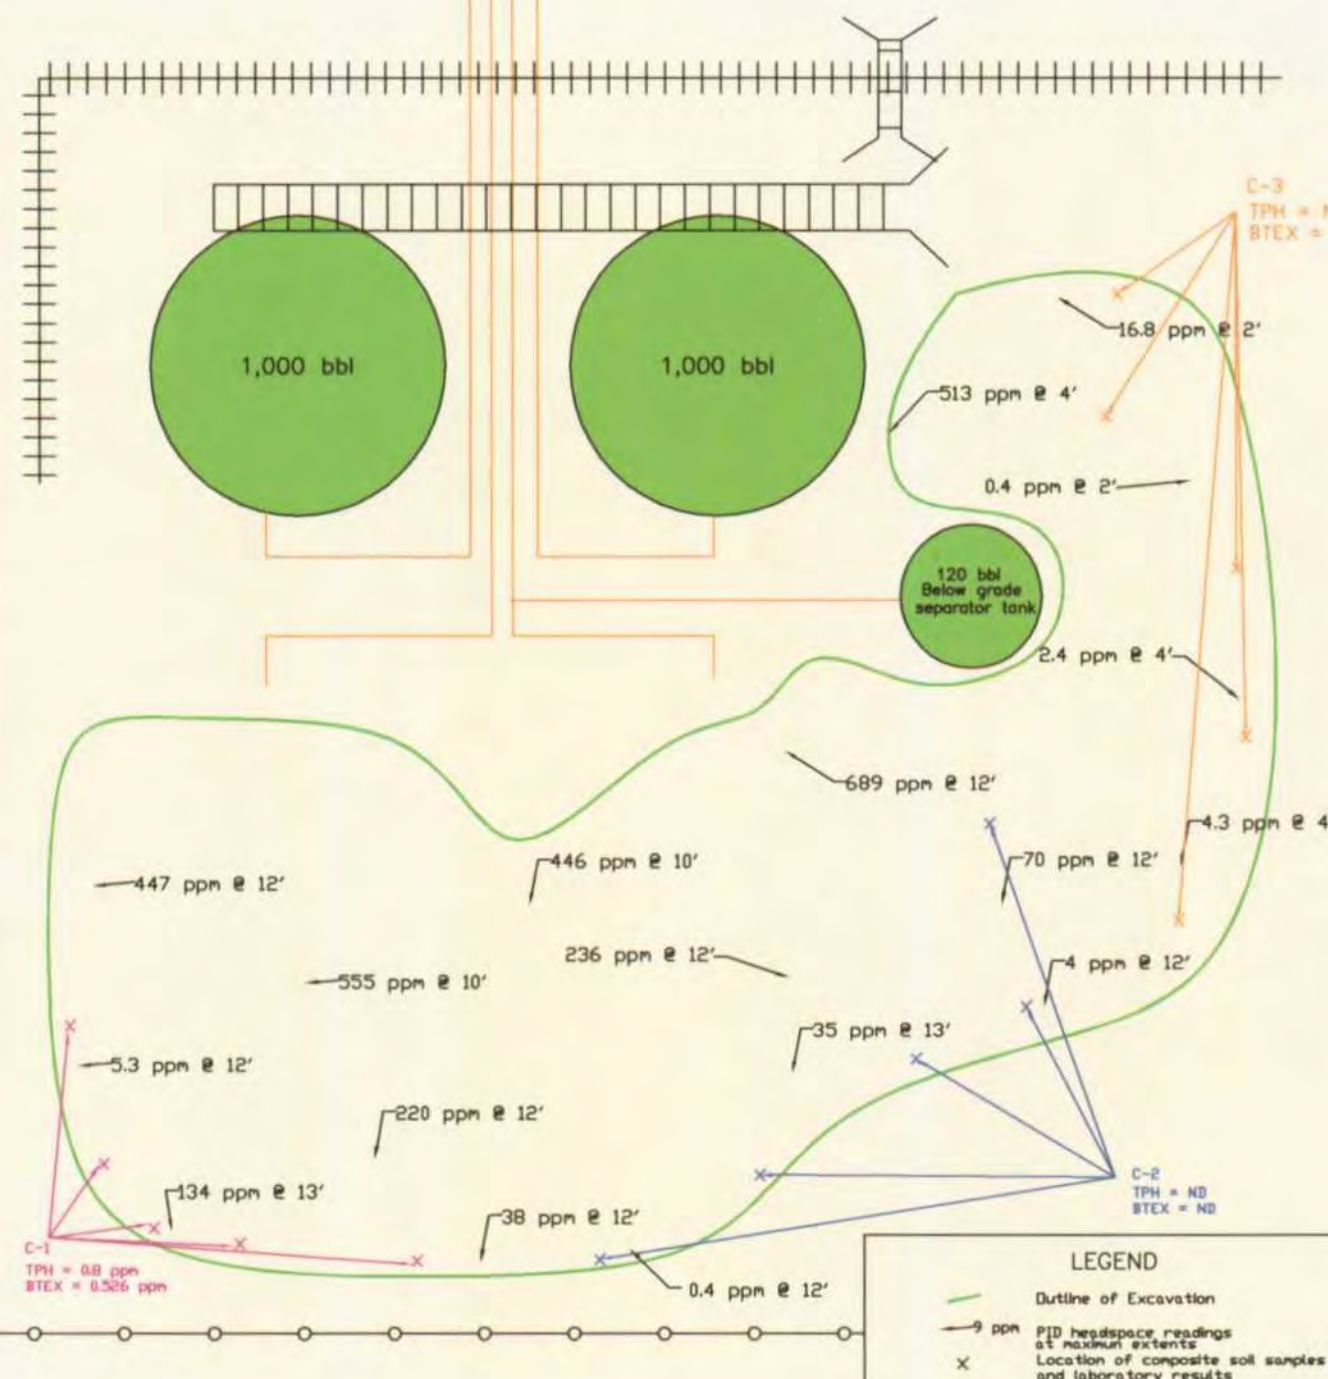 C-3
TPH =
BTEX =
16.8 ppm @ 2'
1,000 bbl
1,000 bbl
513 ppm @ 4'
0.4 ppm @ 2'
120 bbl
Below grade
separator tank
2.4 ppm @ 4'
689 ppm @ 12'
4.3 ppm @ 4
446 ppm @ 10'
70 ppm @ 12'
447 ppm @ 12'
236 ppm @ 12'
4 ppm @ 12'
555 ppm @ 10'
35 ppm @ 13'
5.3 ppm @ 12'
220 ppm @ 12'
C-2
TPH = ND
BTEX = ND
134 ppm @ 13'
38 ppm @ 12'
C-1
TPH = 0.8 ppm
BTEX = 0.526 ppm
0.4 ppm @ 12'
LEGEND
Outline of Excavation
9 ppm PID headspace readings
at maximun extents
Location of composite soil samples
and laboratory results